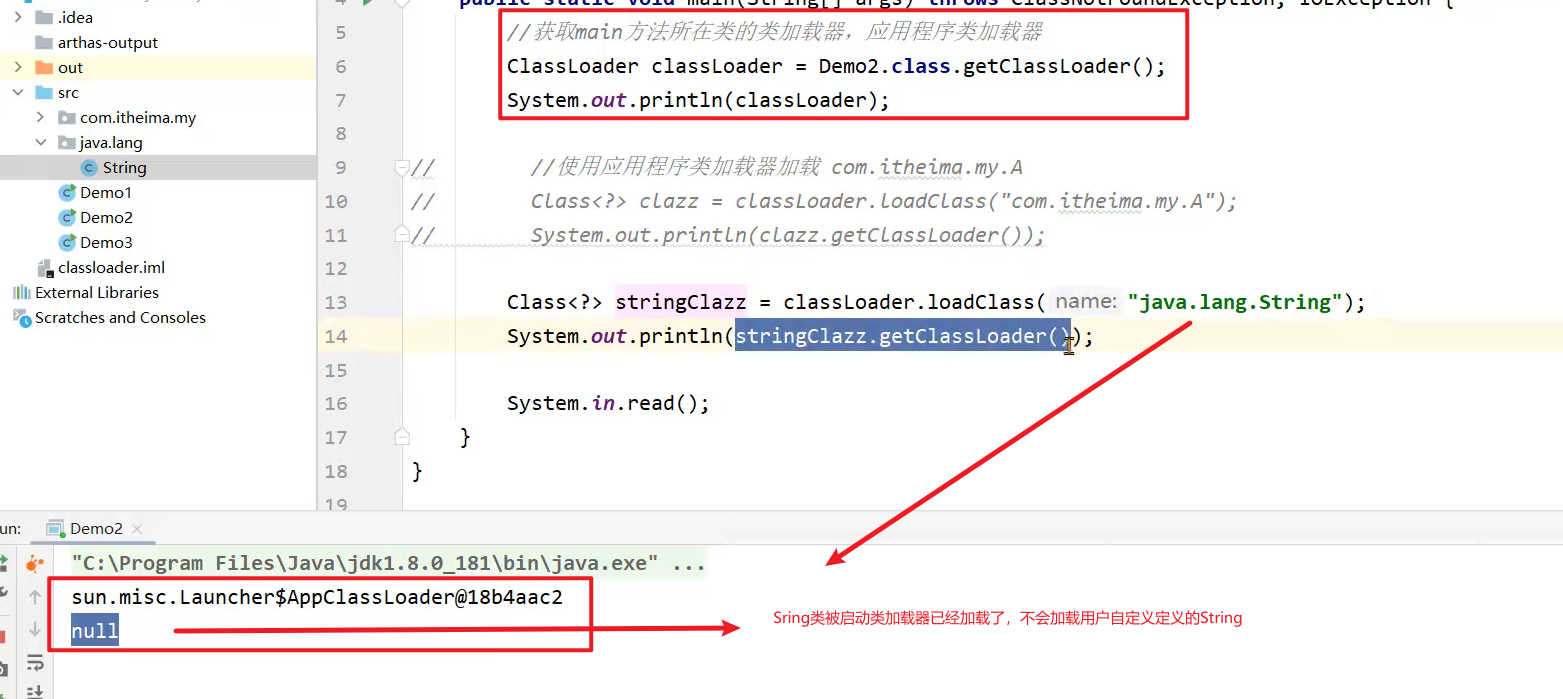 .idea
arthas-output
out
src
com.itheima.my
java.lang
String
Demo1
Demo2
Demo3
classloader.iml
External Libraries
Scratches and Consoles
4 public static void main(String[] args) throws ClassNotFoundException, IOException {
5 //获取main方法所在类的类加载器，应用程序类加载器
6 ClassLoader classLoader = Demo2.class.getClassLoader();
7 System.out.println(classLoader);
8
9 // //使用应用程序类加载器加载 com.itheima.my.A
10 // Class<?> clazz = classLoader.loadClass("com.itheima.my.A");
11 // System.out.println(clazz.getClassLoader());
12
13 Class<?> stringClazz = classLoader.loadClass( name: "java.lang.String");
14 System.out.println(stringClazz.getClassLoader());
15
16 System.in.read();
17 }
18 }
19
un: Demo2
"C:\Program Files\Java\jdk1.8.0_181\bin\java.exe" ...
sun.misc.Launcher$AppClassLoader@18b4aac2
null
Sring类被启动类加载器已经加载了，不会加载用户自定义定义的String